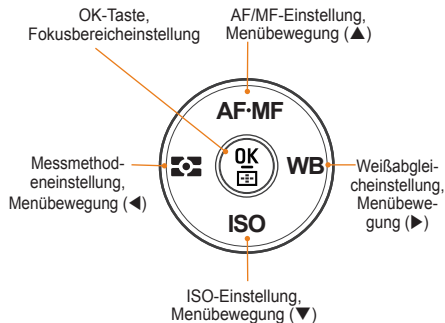 OK-Taste,
Fokusbereicheinstellung
AF/MF-Einstellung,
Menübewegung (▲)
AF·MF
Messmethod-
eneinstellung,
Menübewegung (◀)
OK
WB
Weißabglei-
cheinstellung,
Menübewe-
gung (▶)
ISO
ISO-Einstellung,
Menübewegung (▼)